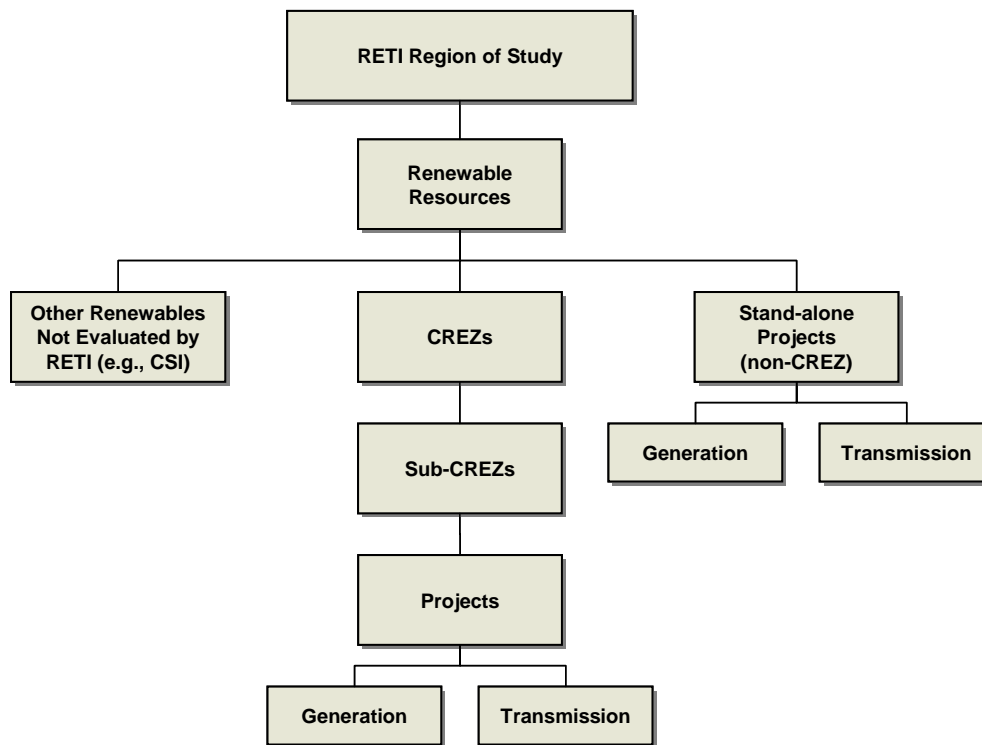 RETI Region of Study
Renewable
Resources
Other Renewables
Not Evaluated by
RETI (e.g., CSI)
CREZs
Stand-alone
Projects
(non-CREZ)
Generation
Transmission
Sub-CREZs
Projects
Generation
Transmission